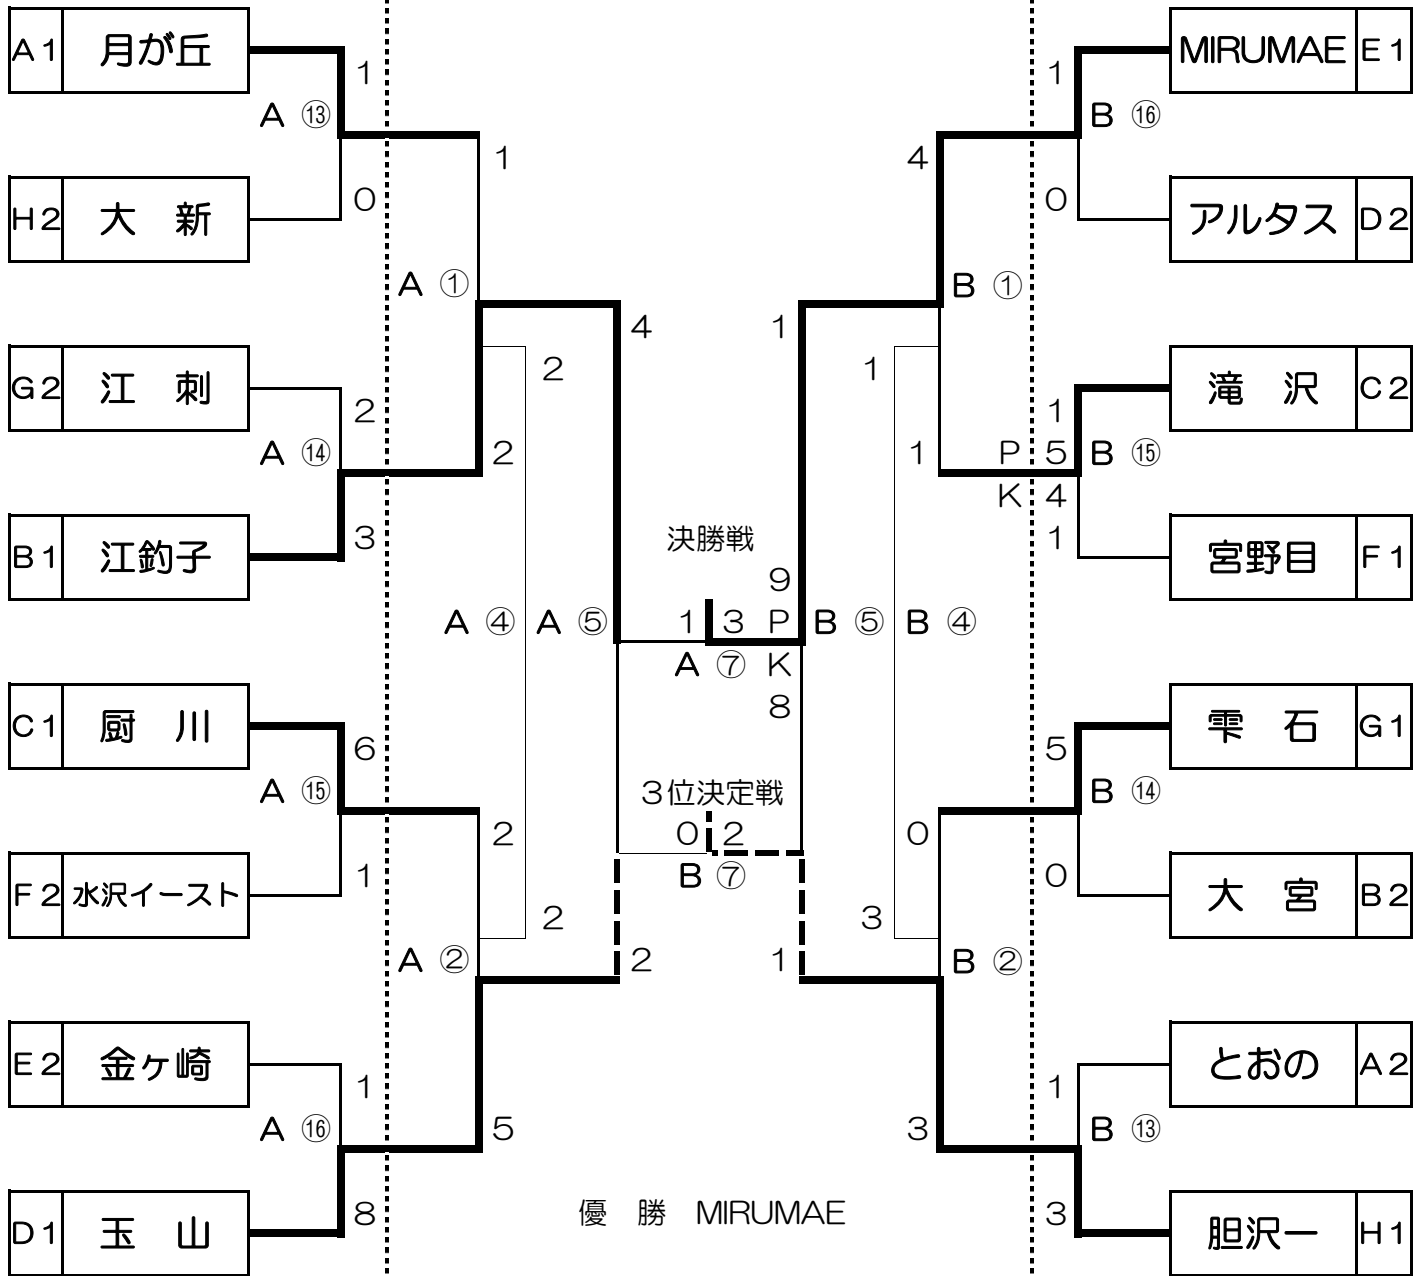 A1 月が丘
1
A ⑬
0
H2 大 新
1
A ①
G2 江 刺
2
A ⑭
2
3
B1 江釣子
4
2
A ④
A ⑤
C1 厨 川
6
A ⑮
2
1
F2 水沢イースト
2
A ②
2
E2 金ヶ崎
1
A ⑯
5
8
D1 玉 山
決勝戦
9
1 3 P
A ⑦ K
8
3位決定戦
0 2
B ⑦
優 勝 MIRUMAE
MIRUMAE E1
1
B ⑯
0
アルタス D2
4
B ①
滝 沢 C2
1
1 P 5 B ⑮
K 4
1
宮野目 F1
1
1
B ⑤
B ④
雫 石 G1
5
B ⑭
0
0
大 宮 B2
3
B ②
1
とおの A2
1
B ⑬
3
3
胆沢一 H1